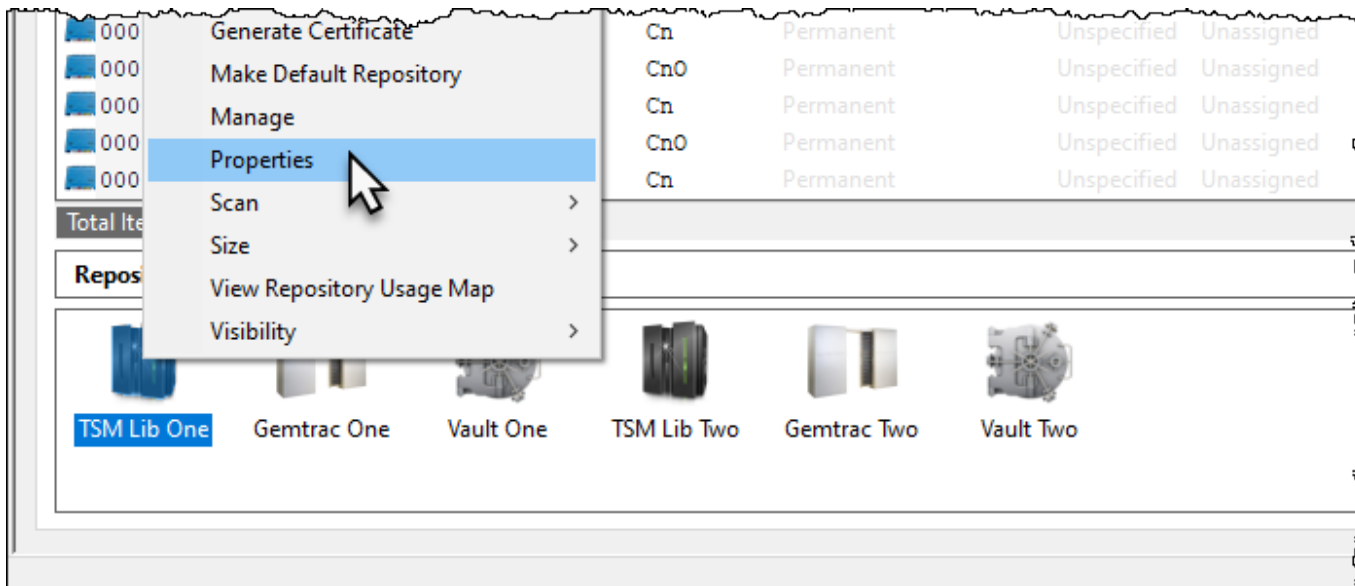 000 Generate Certificate Cn Permanent Unspecified Unassigned
000 Make Default Repository CnO Permanent Unspecified Unassigned
000 Manage Cn Permanent Unspecified Unassigned
000 Properties CnO Permanent Unspecified Unassigned
000 Scan Cn Permanent Unspecified Unassigned
Total Ite
Size
Reposi
View Repository Usage Map
Visibility
TSM Lib One Gemtrac One Vault One TSM Lib Two Gemtrac Two Vault Two